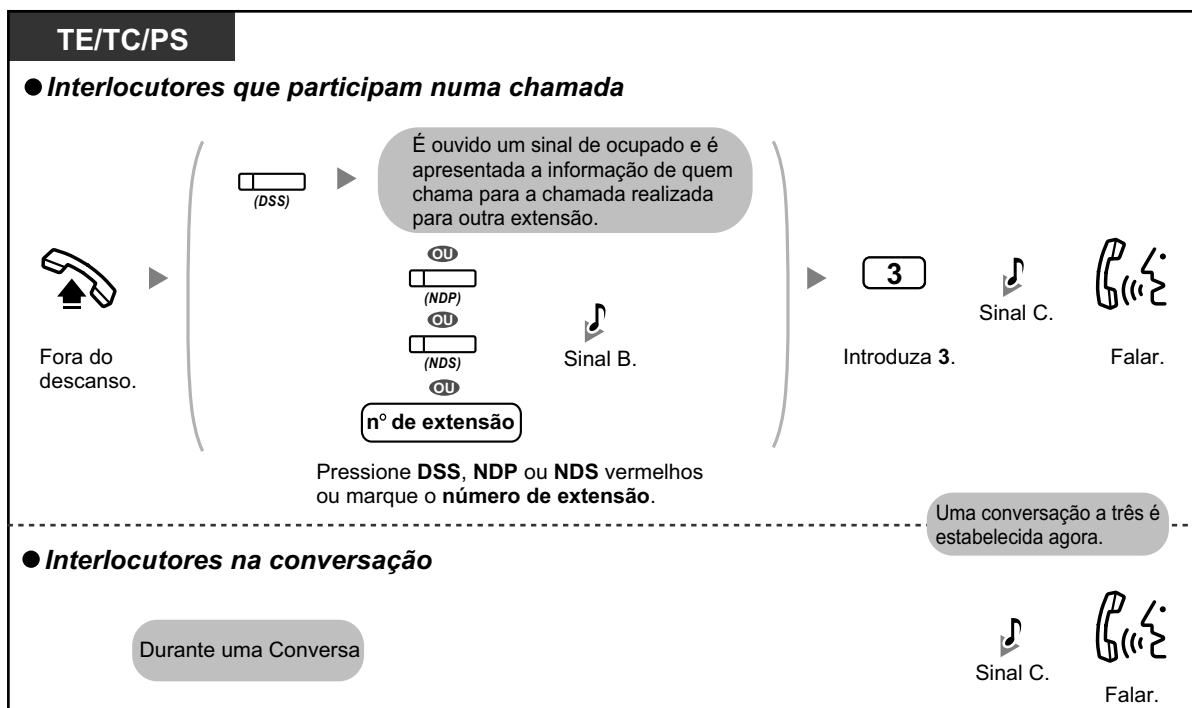 TE/TC/PS
● Interlocutores que participam numa chamada
É ouvido um sinal de ocupado e é
apresentada a informação de quem
chama para a chamada realizada
para outra extensão.
(DSS)
OU
(NDP)
OU
(NDS)
OU
nº de extensão
Sinal B.
Fora do
descanso.
Pressione DSS, NDP ou NDS vermelhos
ou marque o número de extensão.
3
Introduza 3.
Sinal C.
Falar.
Uma conversação a três é
estabelecida agora.
● Interlocutores na conversação
Durante uma Conversa
Sinal C.
Falar.